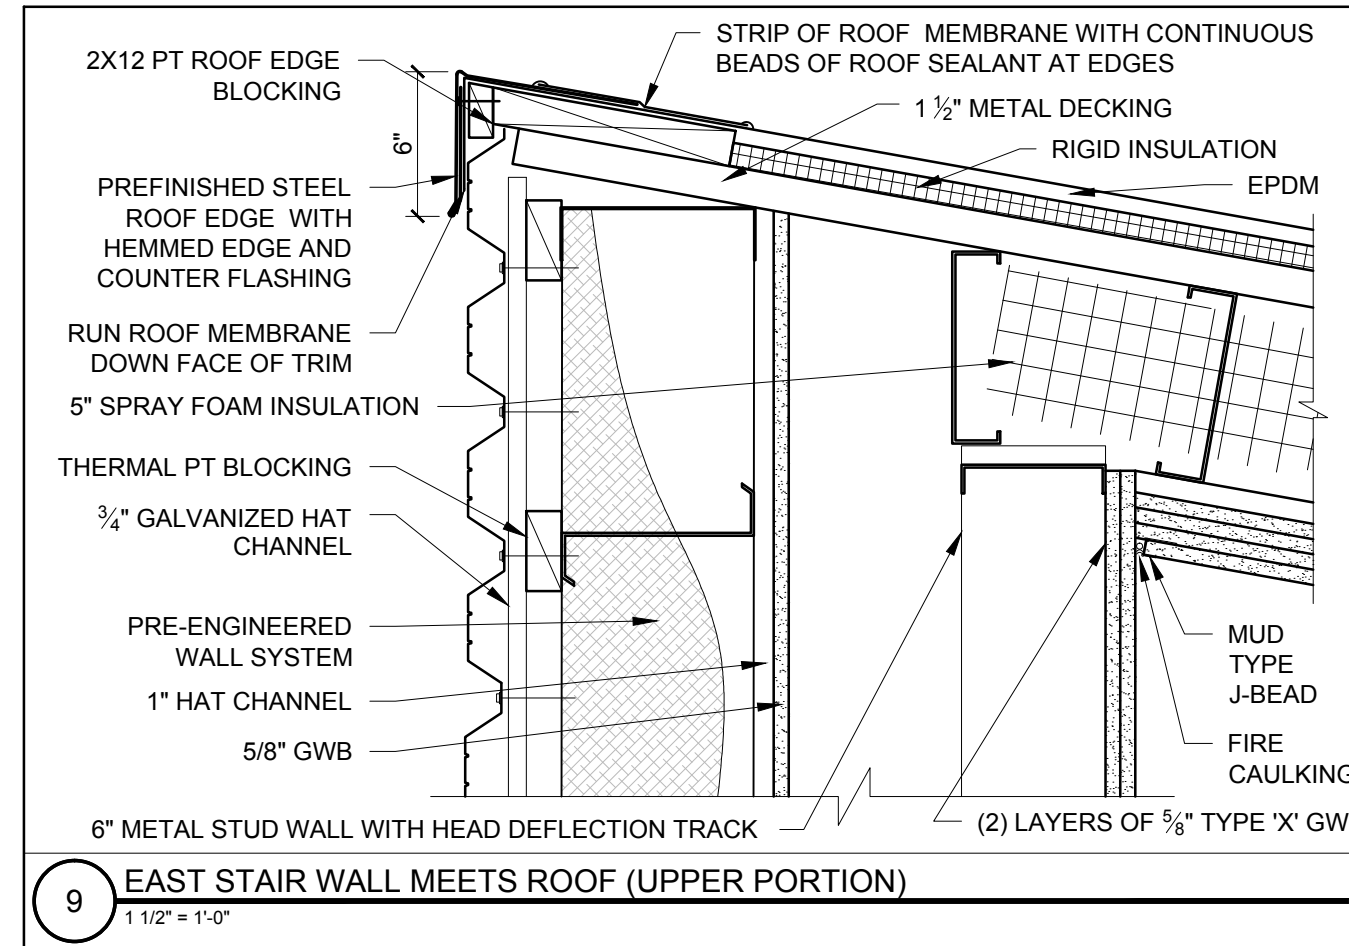 2X12 PT ROOF EDGE
BLOCKING
6"
PREFINISHED STEEL
ROOF EDGE WITH
HEMMED EDGE AND
COUNTER FLASHING
RUN ROOF MEMBRANE
DOWN FACE OF TRIM
5" SPRAY FOAM INSULATION
THERMAL PT BLOCKING
3/4" GALVANIZED HAT
CHANNEL
PRE-ENGINEERED
WALL SYSTEM
1" HAT CHANNEL
5/8" GWB
6" METAL STUD WALL WITH HEAD DEFLECTION TRACK
STRIP OF ROOF MEMBRANE WITH CONTINUOUS
BEADS OF ROOF SEALANT AT EDGES
1 1/2" METAL DECKING
RIGID INSULATION
EPDM
MUD
TYPE
J-BEAD
FIRE
CAULKING
(2) LAYERS OF 5/8" TYPE 'X' GW
9
EAST STAIR WALL MEETS ROOF (UPPER PORTION)
1 1/2" = 1'-0"